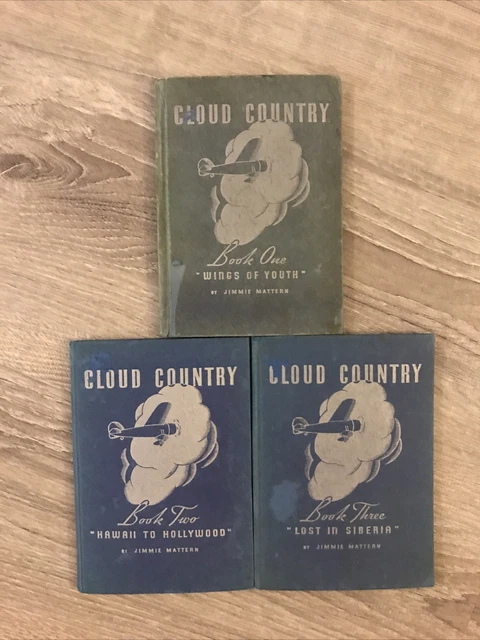 CLOUD COUNTRY
Book One
"WINGS OF YOUTH"
BY JIMMIE MATTERN
CLOUD COUNTRY
Book Two
"HAWAII TO HOLLYWOOD"
BY JIMMIE MATTERN
CLOUD COUNTRY
Book Three
"LOST IN SIBERIA"
BY JIMMIE MATTERN